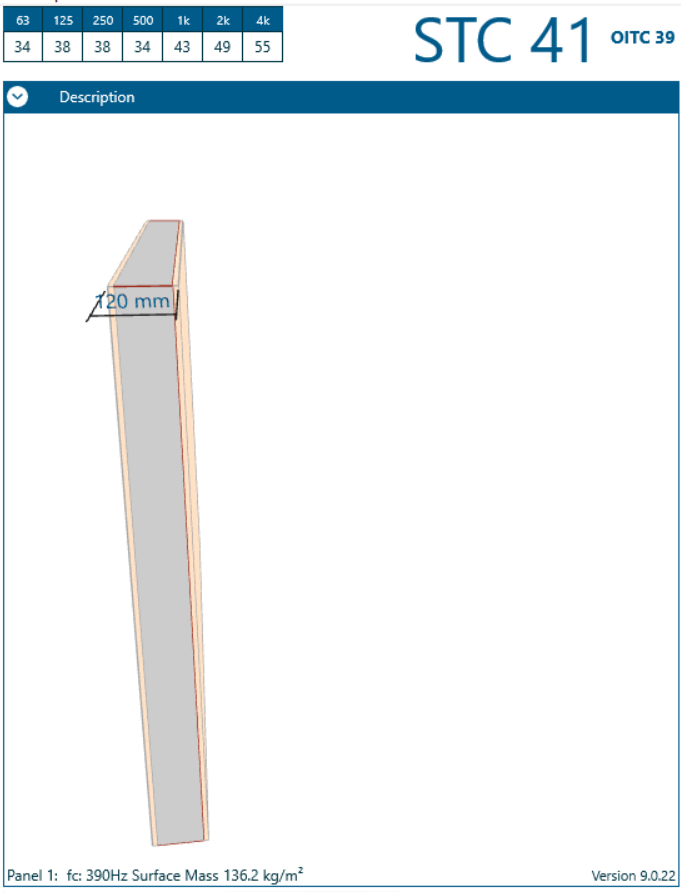 63 125 250 500 1k 2k 4k
34 38 38 34 43 49 55
STC 41 OITC 39
Description
120 mm
Panel 1: fc: 390Hz Surface Mass 136.2 kg/m²
Version 9.0.22